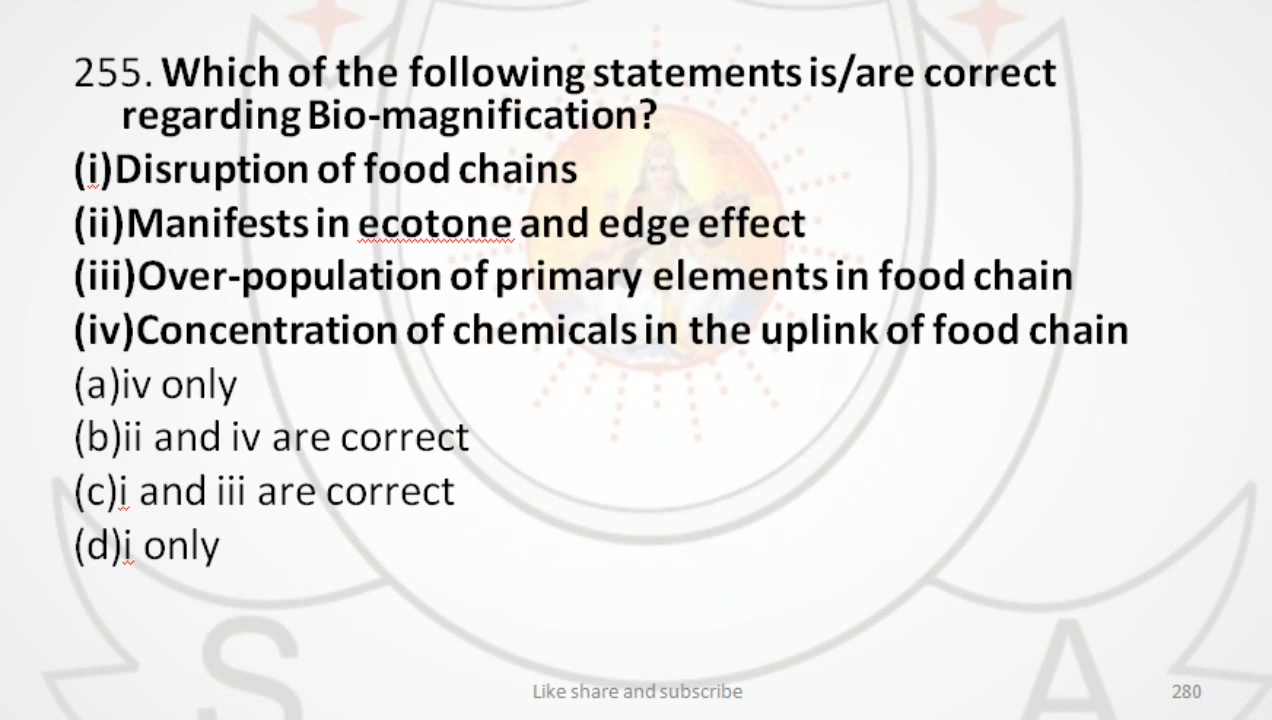 255. Which of the following statements is/are correct
regarding Bio-magnification?
(i)Disruption of food chains
(ii)Manifests in ecotone and edge effect
(iii)Over-population of primary elements in food chain
(iv)Concentration of chemicals in the uplink of food chain
(a)iv only
(b)ii and iv are correct
(c)i and iii are correct
(d)i only
S A
Like share and subscribe 280